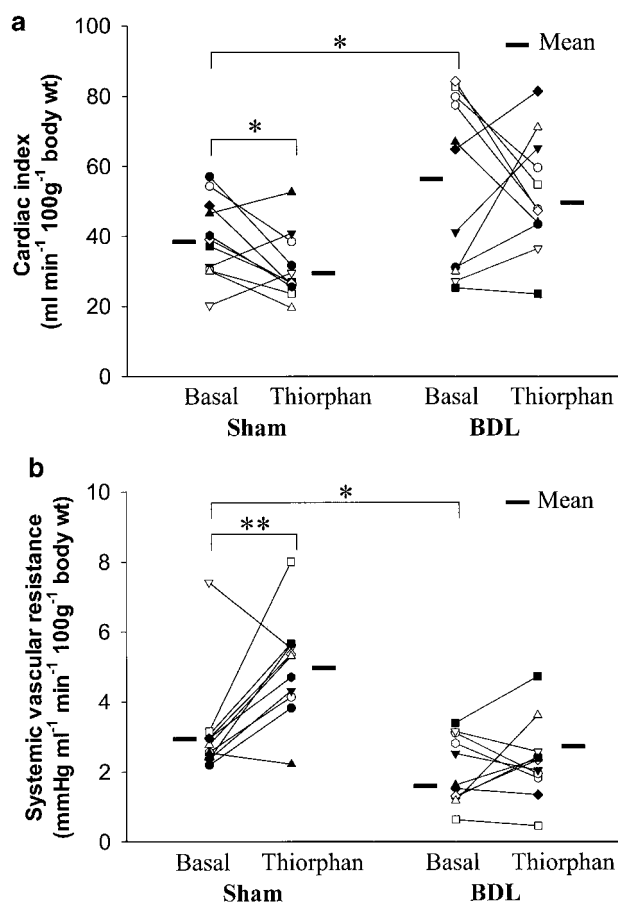 a
100
80
60
40
20
0
Cardiac index
(ml min⁻¹ 100g⁻¹ body wt)
*
*
Mean
Basal Thiorphan Basal Thiorphan
Sham BDL
b
10
8
6
4
2
0
Systemic vascular resistance
(mmHg ml⁻¹ min⁻¹ 100g⁻¹ body wt)
*
**
Mean
Basal Thiorphan Basal Thiorphan
Sham BDL